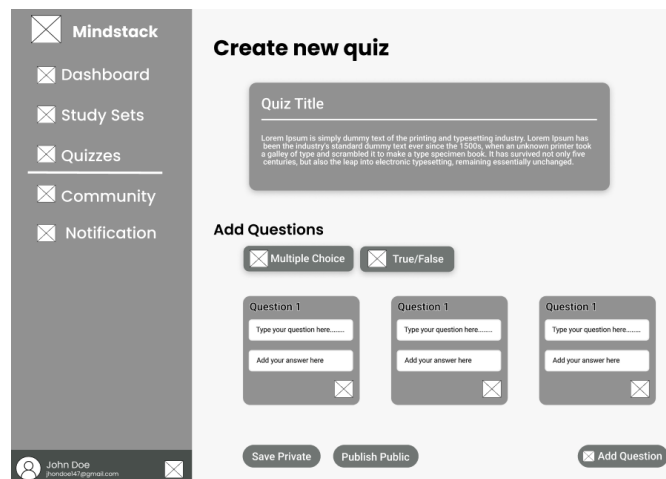 Mindstack
Dashboard
Study Sets
Quizzes
Community
Notification
John Doe
jhondoel47@gmail.com
Create new quiz
Quiz Title
Lorem Ipsum is simply dummy text of the printing and typesetting industry. Lorem Ipsum has
been the industry's standard dummy text ever since the 1500s, when an unknown printer took
a galley of type and scrambled it to make a type specimen book. It has survived not only five
centuries, but also the leap into electronic typesetting, remaining essentially unchanged.
Add Questions
Multiple Choice
True/False
Question 1
Type your question here........
Add your answer here
Question 1
Type your question here........
Add your answer here
Question 1
Type your question here........
Add your answer here
Save Private
Publish Public
Add Question